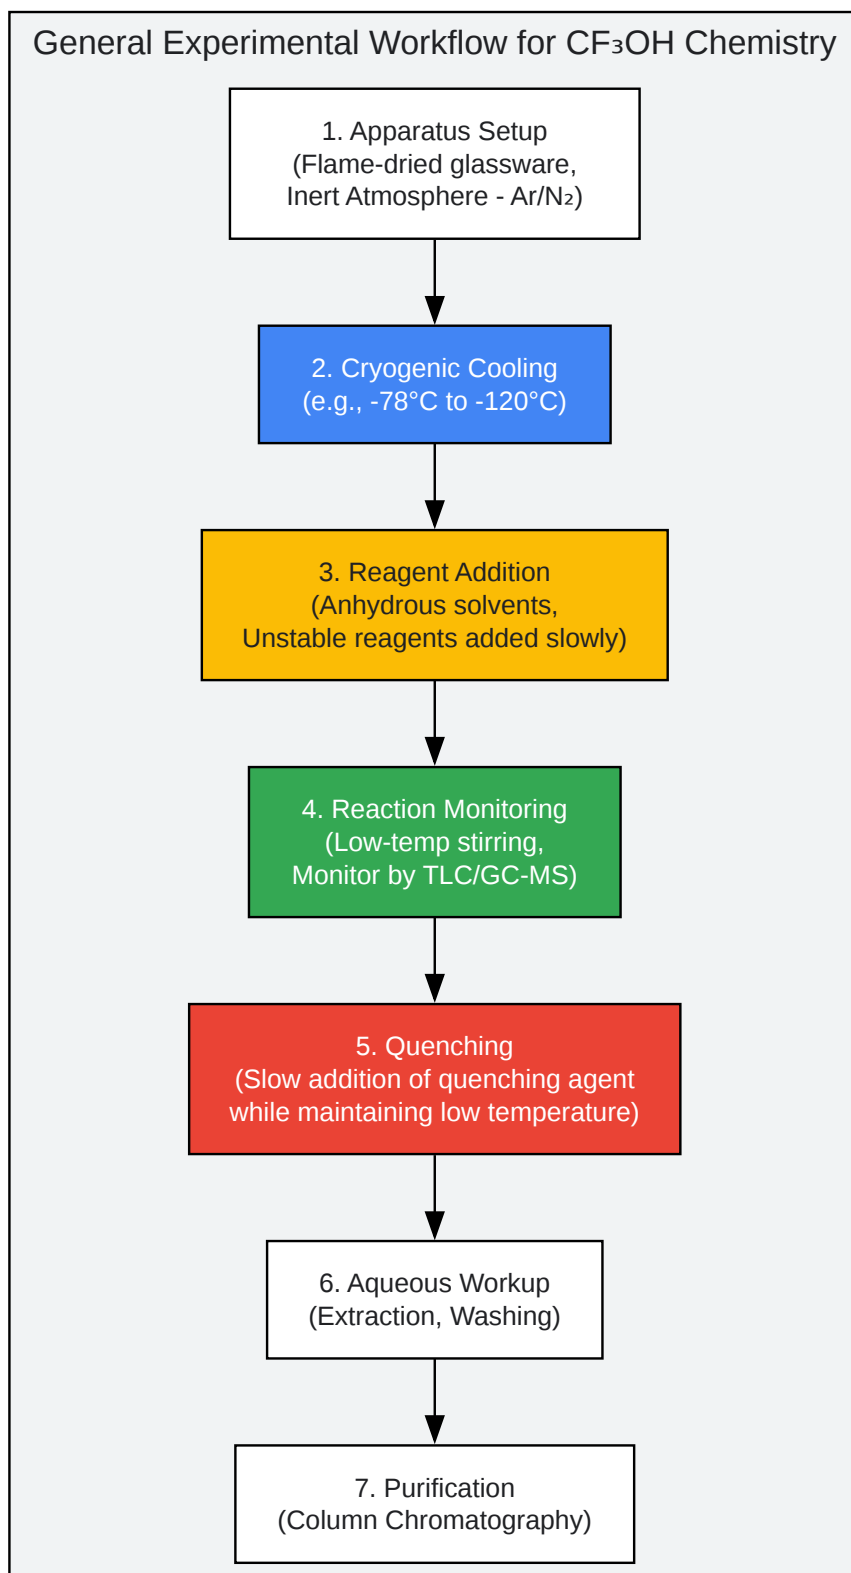 General Experimental Workflow for CF₃OH Chemistry
1. Apparatus Setup
(Flame-dried glassware,
Inert Atmosphere - Ar/N₂)
2. Cryogenic Cooling
(e.g., -78°C to -120°C)
3. Reagent Addition
(Anhydrous solvents,
Unstable reagents added slowly)
4. Reaction Monitoring
(Low-temp stirring,
Monitor by TLC/GC-MS)
5. Quenching
(Slow addition of quenching agent
while maintaining low temperature)
6. Aqueous Workup
(Extraction, Washing)
7. Purification
(Column Chromatography)